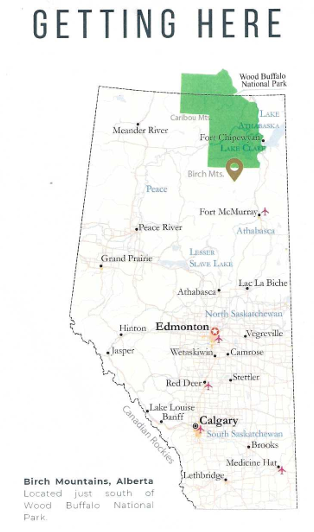 GETTING HERE
Wood Buffalo
National Park
LAKE
ATHABASKA
Caribou Mts.
Fort Chipewyan
LAKE CLAIRE
Meander River
Birch Mts.
Peace
Fort McMurray
Peace River
Athabasca
Lesser
Slave Lake
Grand Prairie
Lac La Biche
Athabasca
North Saskatchewan
Hinton
Edmonton
Vegreville
Jasper
Wetaskiwin
Camrose
Red Deer
Stettler
Lake Louise
Banff
Canadian Rockies
Calgary
South Saskatchewan
Brooks
Medicine Hat
Lethbridge
Birch Mountains, Alberta
Located just south of
Wood Buffalo National
Park.